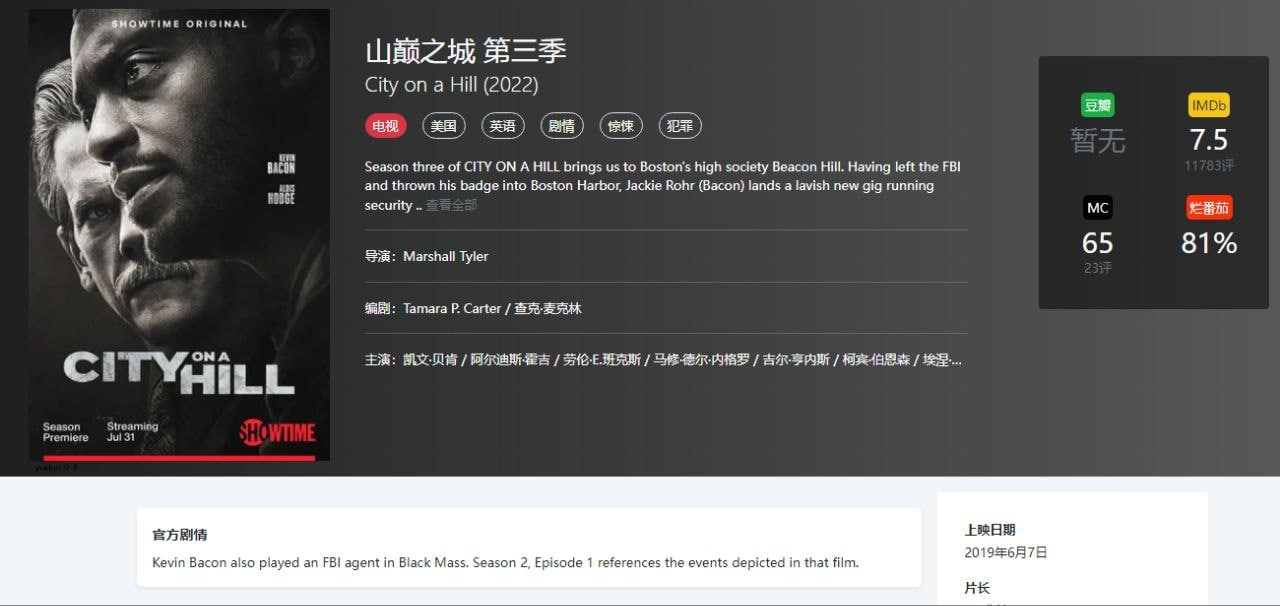 SHOWTIME ORIGINAL
KEVIN
BACON
ALDIS
HODGE
CITY ON A HILL
Season
Premiere
Streaming
Jul 31
SHOWTIME
山巅之城 第三季
City on a Hill (2022)
电视 美国 英语 剧情 惊悚 犯罪
Season three of CITY ON A HILL brings us to Boston's high society Beacon Hill. Having left the FBI
and thrown his badge into Boston Harbor, Jackie Rohr (Bacon) lands a lavish new gig running
security .. 查看全部
导演：Marshall Tyler
编剧：Tamara P. Carter / 查克·麦克林
主演：凯文·贝肯 / 阿尔迪斯·霍吉 / 劳伦·E.班克斯 / 马修·德尔·内格罗 / 吉尔·亨内斯 / 柯宾·伯恩森 / 埃涅·...
豆瓣 IMDb
暂无 7.5
11783评
MC 烂番茄
65 81%
23评
官方剧情
Kevin Bacon also played an FBI agent in Black Mass. Season 2, Episode 1 references the events depicted in that film.
上映日期
2019年6月7日
片长